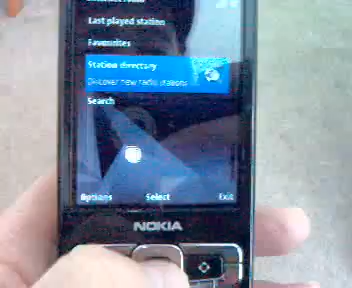 Last played station
Favourites
Station directory
Discover new radio stations
Search
Options Select Exit
NOKIA